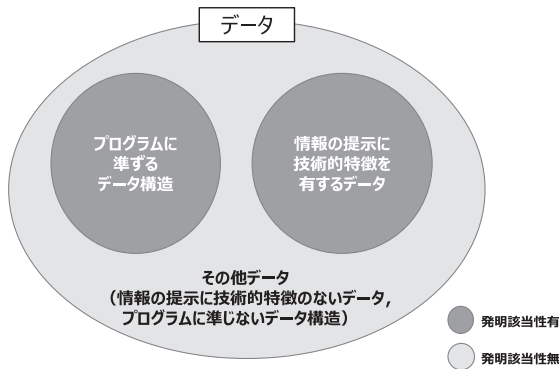 データ
プログラムに
準ずる
データ構造
情報の提示に
技術的特徴を
有するデータ
その他データ
（情報の提示に技術的特徴のないデータ,
プログラムに準じないデータ構造）
発明該当性有
発明該当性無